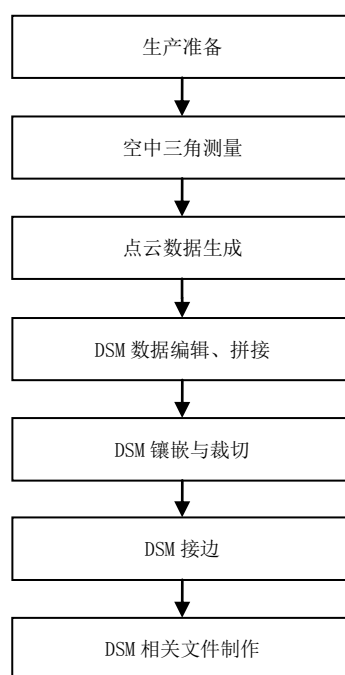 生产准备
空中三角测量
点云数据生成
DSM 数据编辑、拼接
DSM 镶嵌与裁切
DSM 接边
DSM 相关文件制作